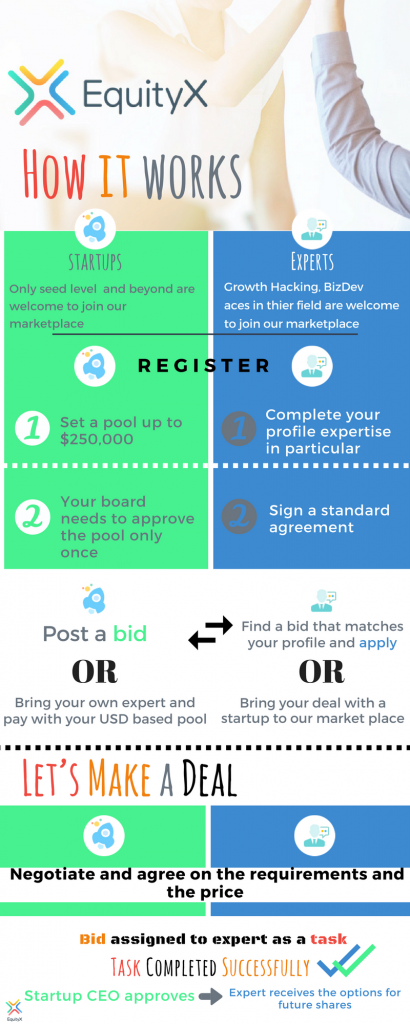 EquityX
How it works
STARTUPS
Only seed level and beyond are
welcome to join our
marketplace
EXPERTS
Growth Hacking, BizDev
aces in thier field are welcome
to join our marketplace
REGISTER
1
Set a pool up to
$250,000
1
Complete your
profile expertise
in particular
2
Your board
needs to approve
the pool only
once
2
Sign a standard
agreement
Post a bid
OR
Bring your own expert and
pay with your USD based pool
Find a bid that matches
your profile and apply
OR
Bring your deal with a
startup to our market place
Let's Make a Deal
Negotiate and agree on the requirements and
the price
Bid assigned to expert as a task
Task Completed Successfully
Startup CEO approves
Expert receives the options for
future shares
EquityX